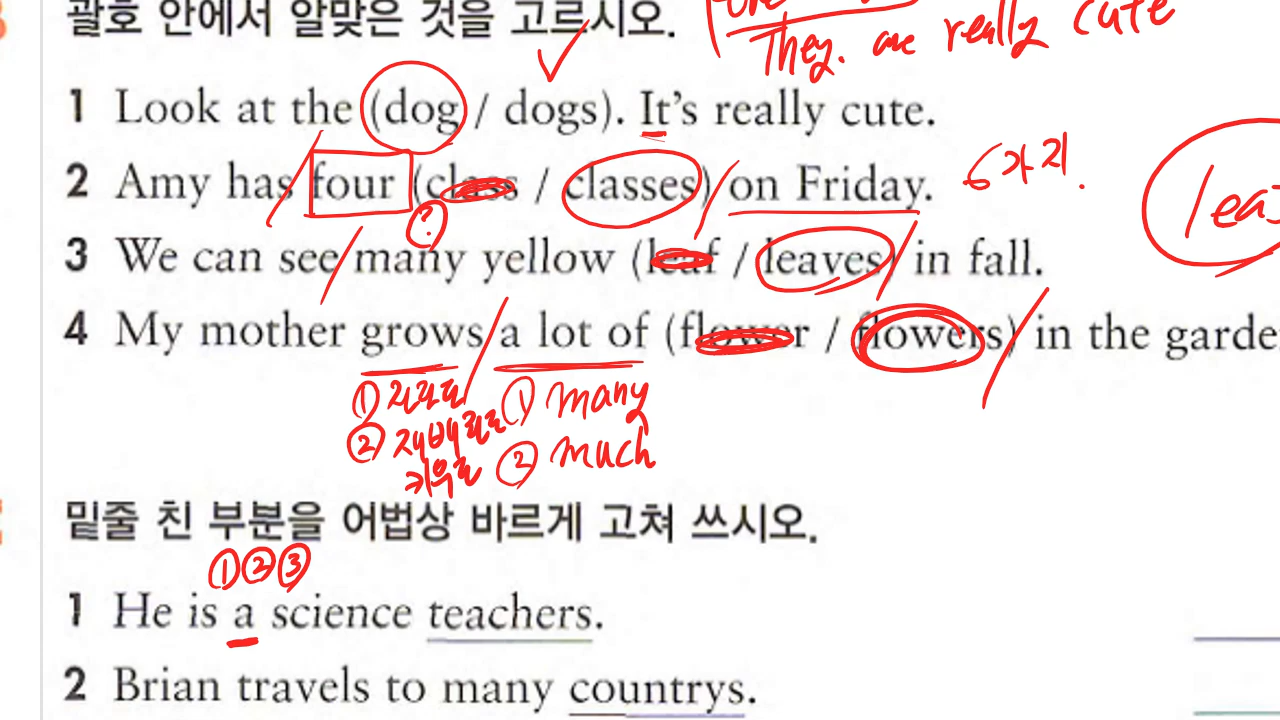 괄호 안에서 알맞은 것을 고르시오.
They. are really cute
1 Look at the (dog / dogs). It's really cute.
2 Amy has four (class / classes) on Friday. 6가지.
?
3 We can see many yellow (leaf / leaves) in fall.
4 My mother grows a lot of (flower / flowers) in the garde
① ① many
② 재배 ② much
키우다
밑줄 친 부분을 어법상 바르게 고쳐 쓰시오.
①②③
1 He is a science teachers.
2 Brian travels to many countrys.